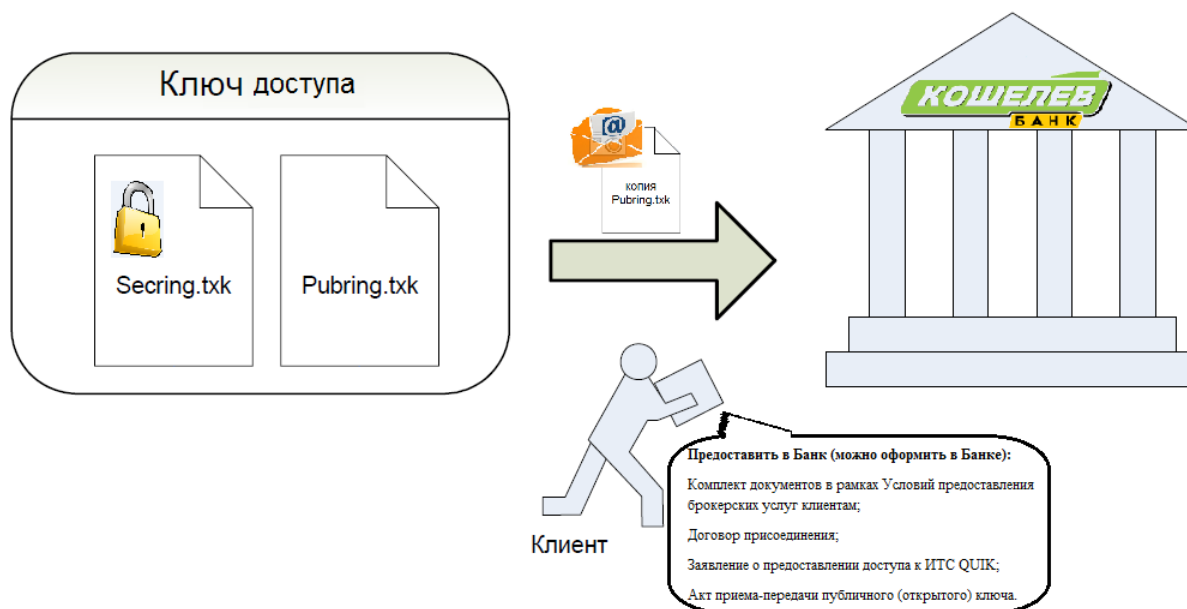 Ключ доступа
Secring.txk
Pubring.txk
копия
Pubring.txk
КОШЕЛЕВ
БАНК
Клиент
Предоставить в Банк (можно оформить в Банке):
Комплект документов в рамках Условий предоставления
брокерских услуг клиентам;
Договор присоединения;
Заявление о предоставлении доступа к ИТС QUIK;
Акт приема-передачи публичного (открытого) ключа.